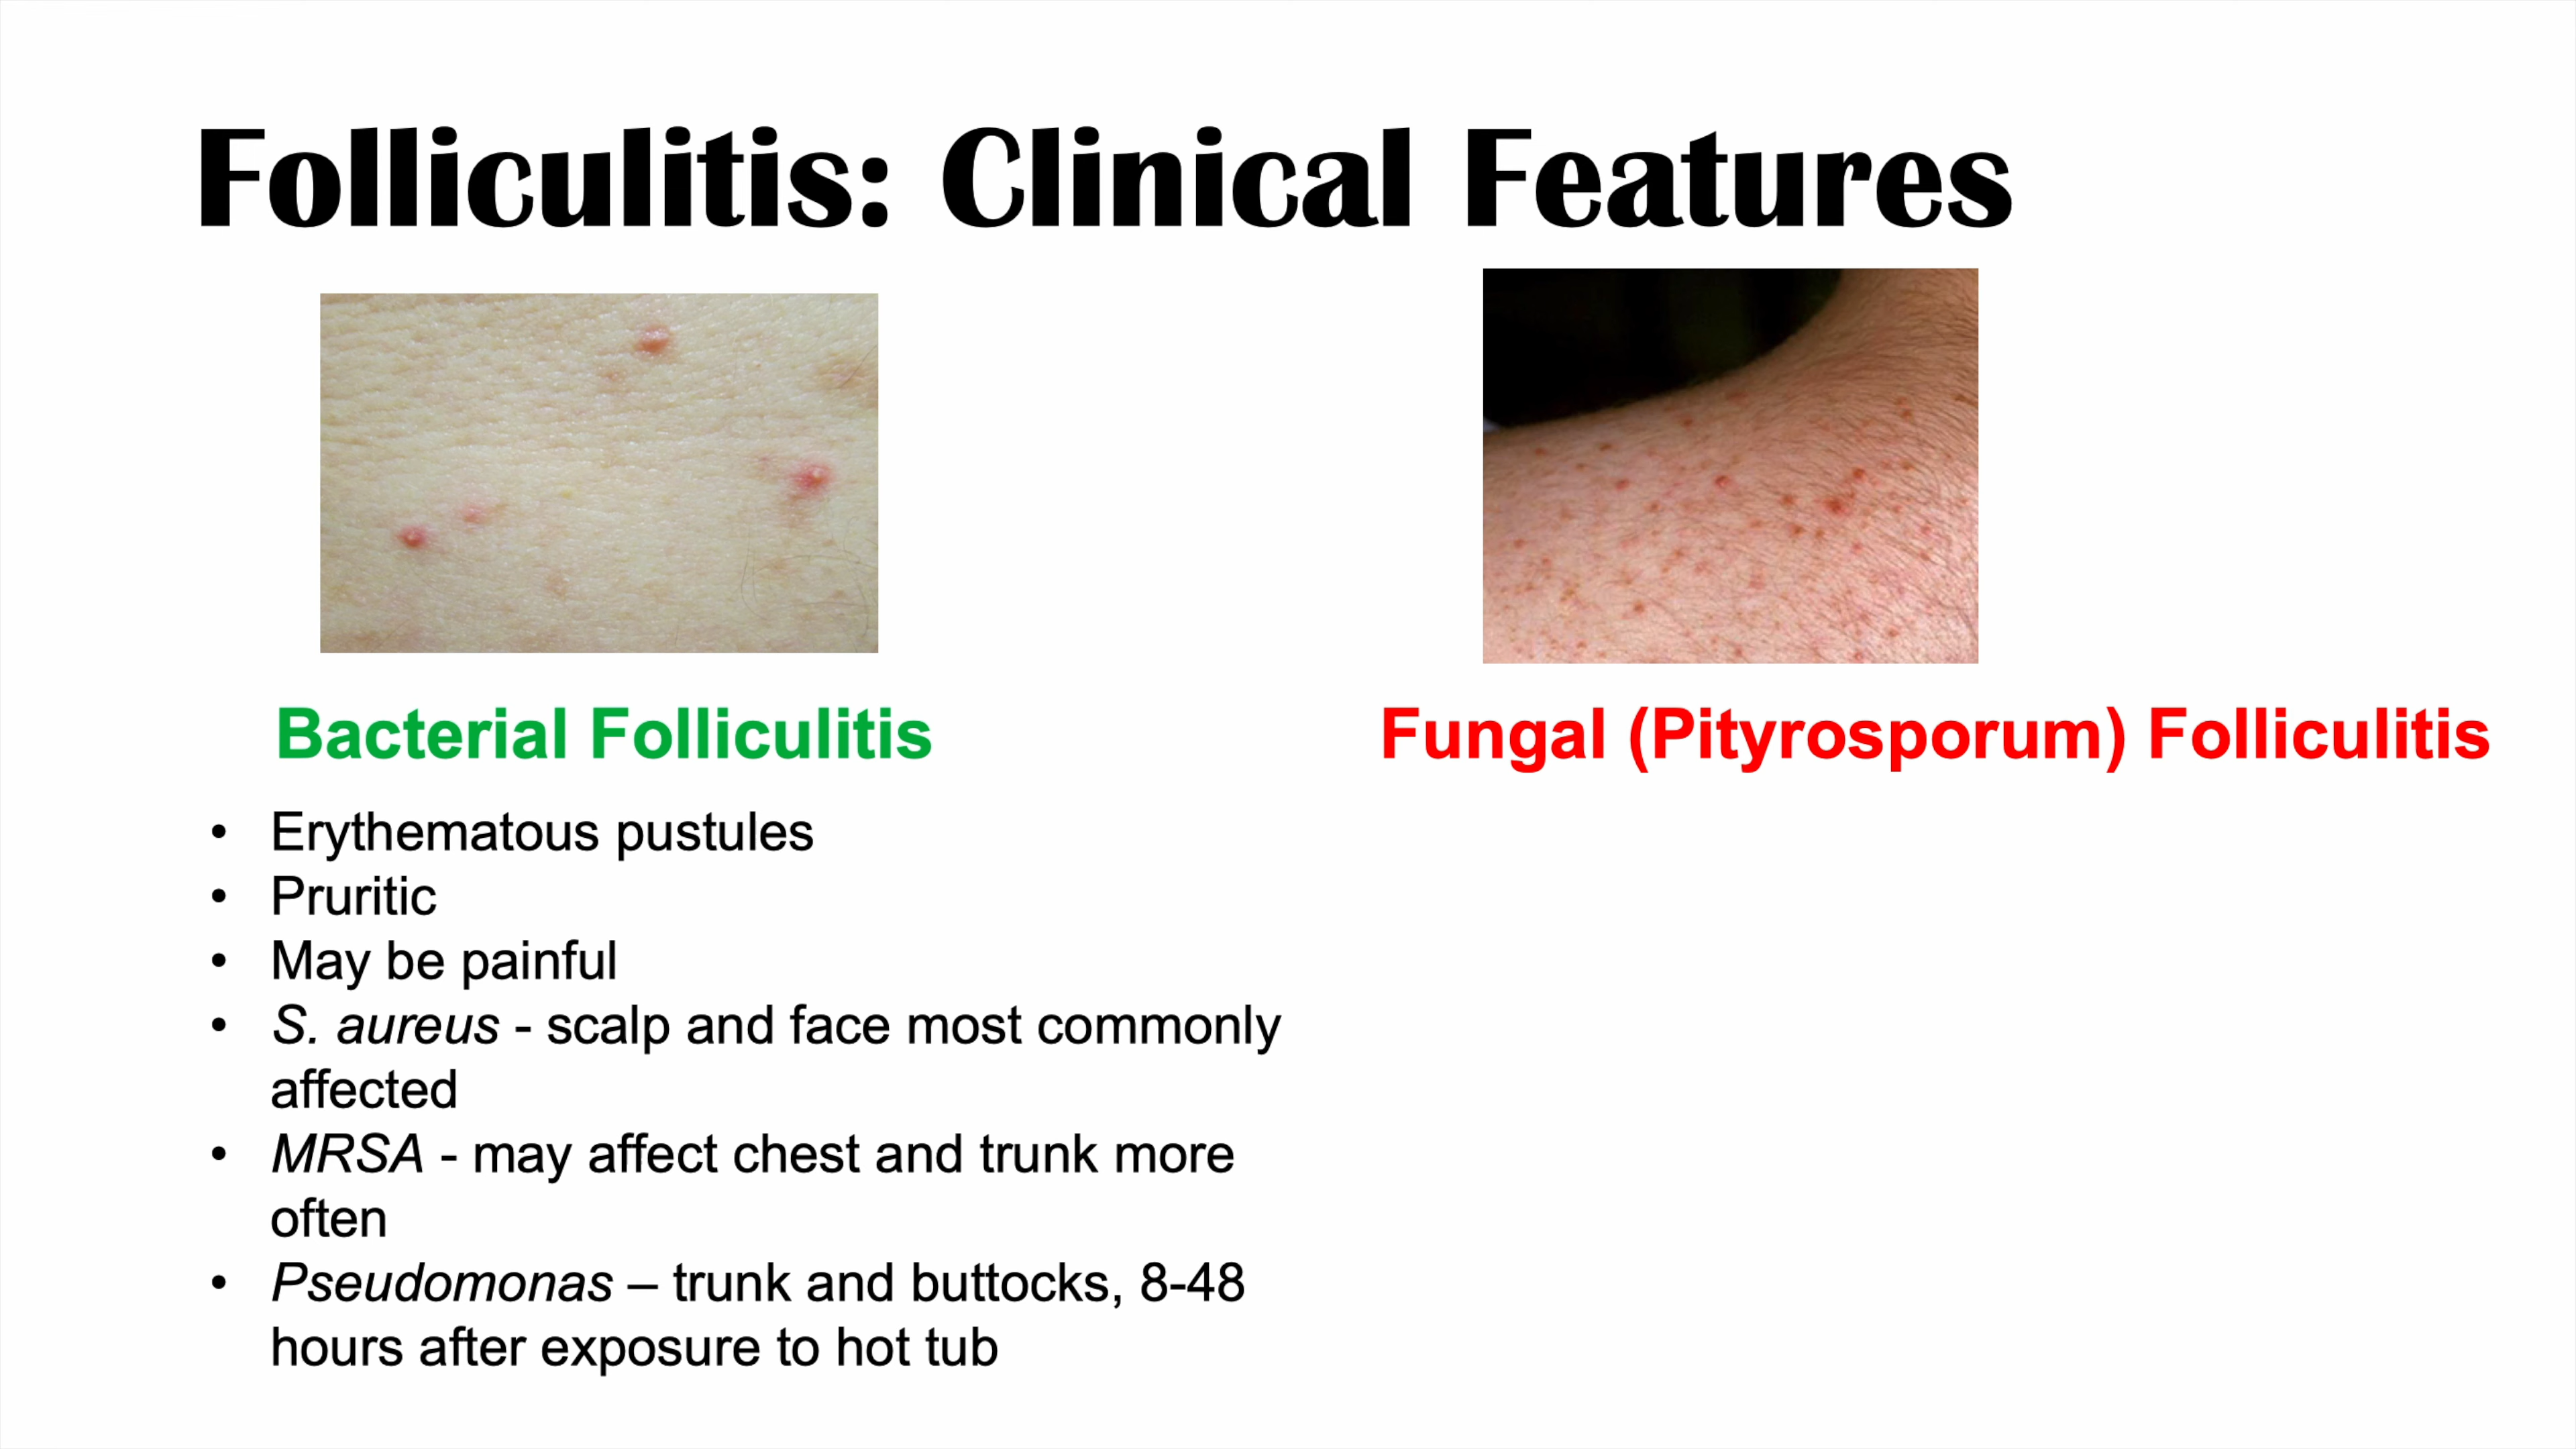 Folliculitis: Clinical Features
Bacterial Folliculitis
• Erythematous pustules
• Pruritic
• May be painful
• S. aureus - scalp and face most commonly
affected
• MRSA - may affect chest and trunk more
often
• Pseudomonas – trunk and buttocks, 8-48
hours after exposure to hot tub
Fungal (Pityrosporum) Folliculitis